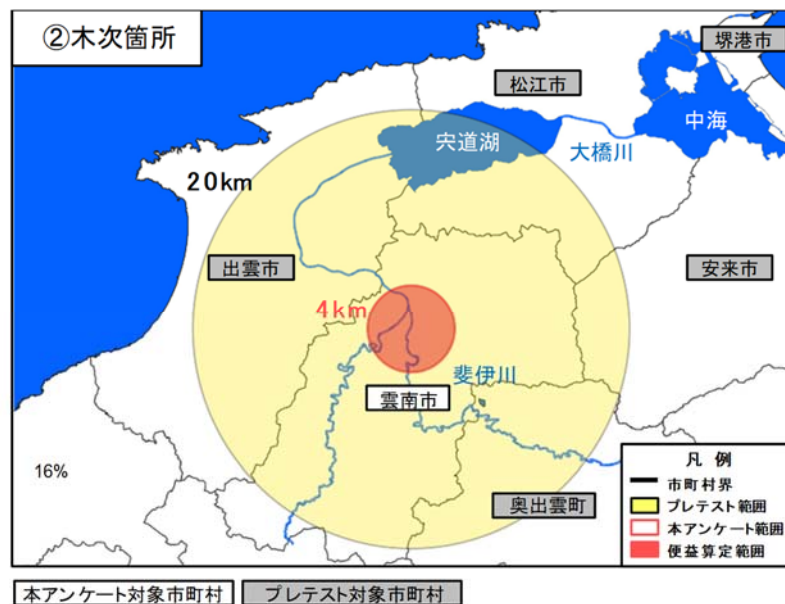 ②木次箇所
堺港市
松江市
中海
宍道湖
大橋川
20km
出雲市
安来市
4km
斐伊川
雲南市
16%
奥出雲町
凡 例
市町村界
プレテスト範囲
本アンケート範囲
便益算定範囲
本アンケート対象市町村
プレテスト対象市町村